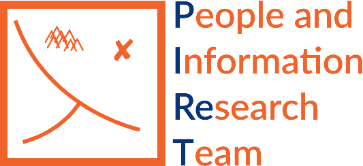 People and
Information
Research
Team